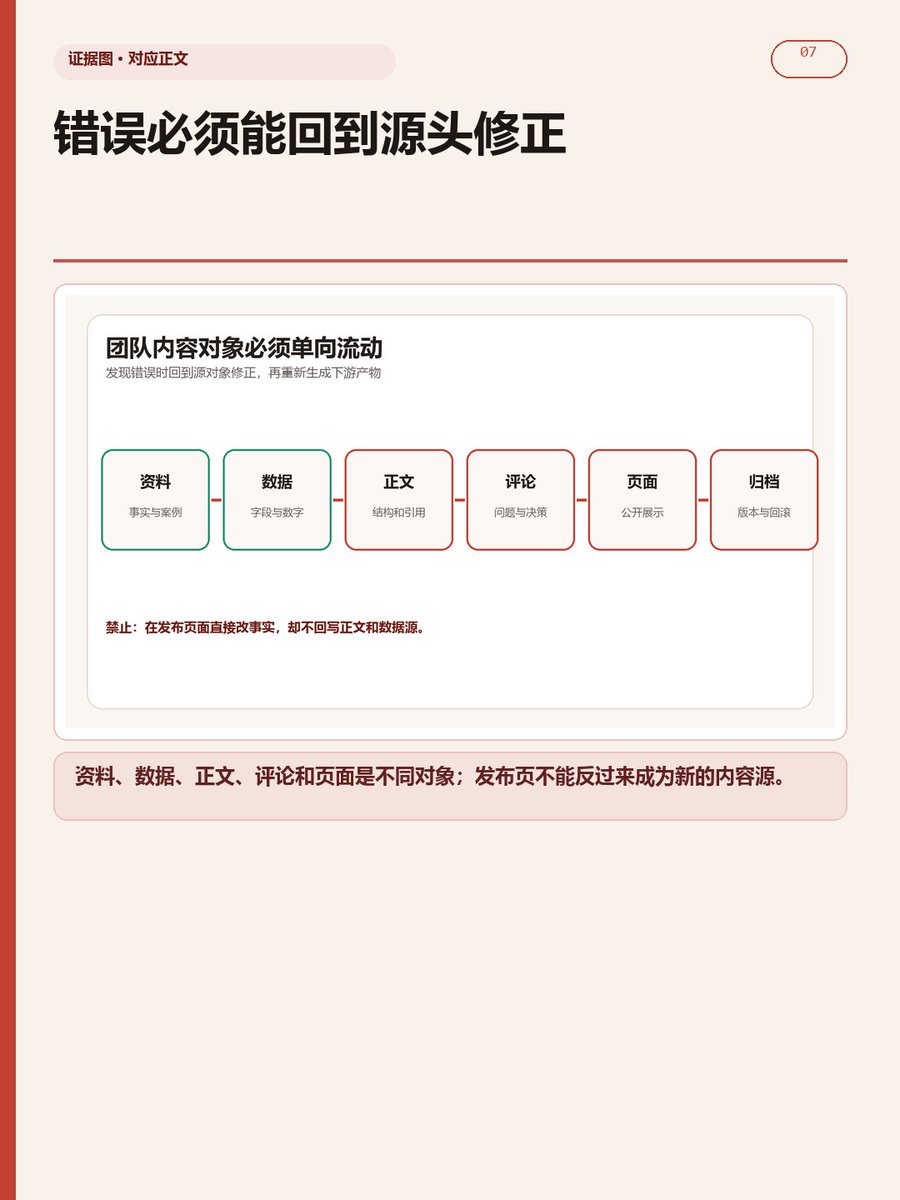 证据图·对应正文
07
错误必须能回到源头修正
团队内容对象必须单向流动
发现错误时回到源对象修正，再重新生成下游产物
资料
事实与案例
数据
字段与数字
正文
结构和引用
评论
问题与决策
页面
公开展示
归档
版本与回滚
禁止：在发布页面直接改事实，却不回写正文和数据源。
资料、数据、正文、评论和页面是不同对象；发布页不能反过来成为新的内容源。